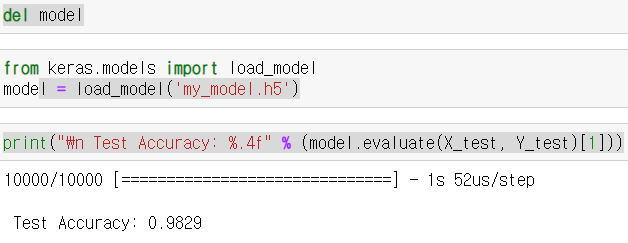 del model
from keras.models import load_model
model = load_model('my_model.h5')
print("₩n Test Accuracy: %.4f" % (model.evaluate(X_test, Y_test)[1]))
10000/10000 [==============================] - 1s 52us/step
Test Accuracy: 0.9829